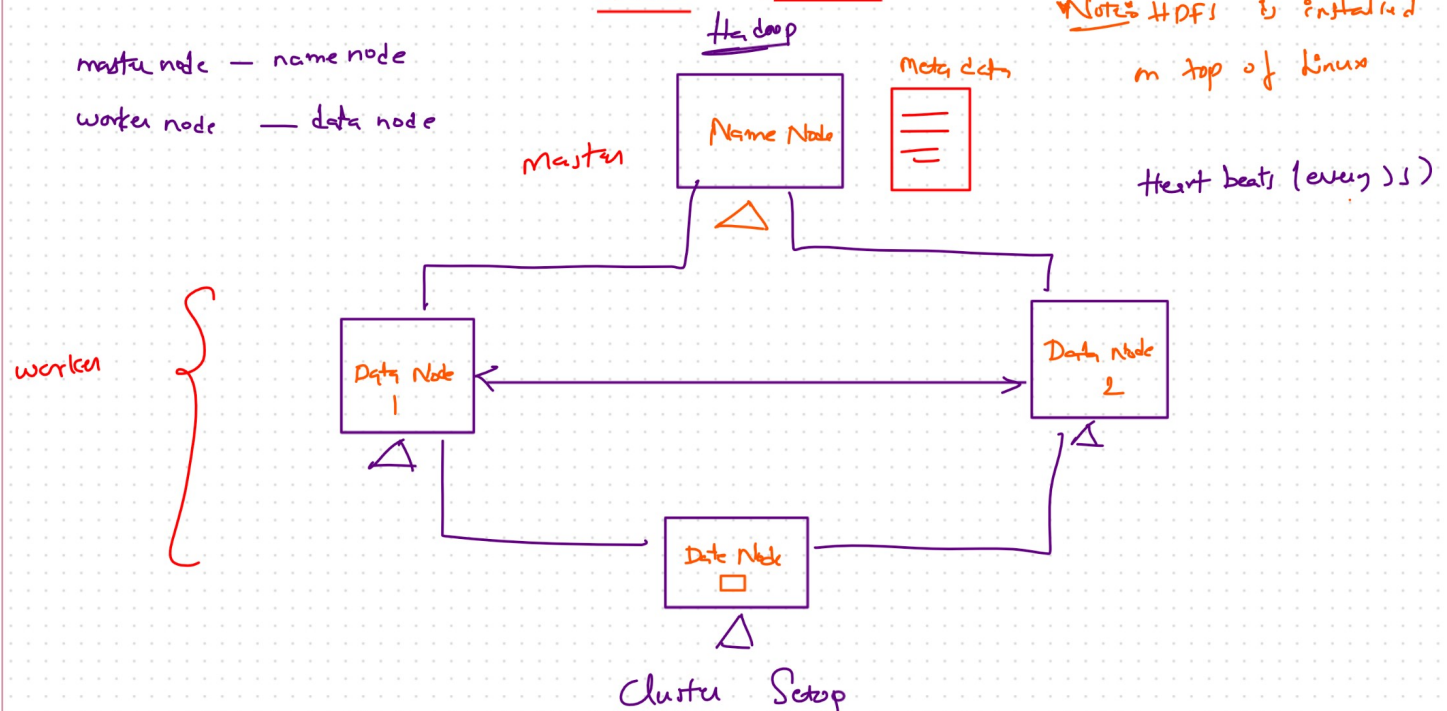 Note: HDFS is installed
on top of Linux
Hadoop
master node — name node
worker node — data node
Meta data
Name Node
Master
Heart beats (every
worker
Data Node
1
Data Node
2
Data Node
Cluster Setup